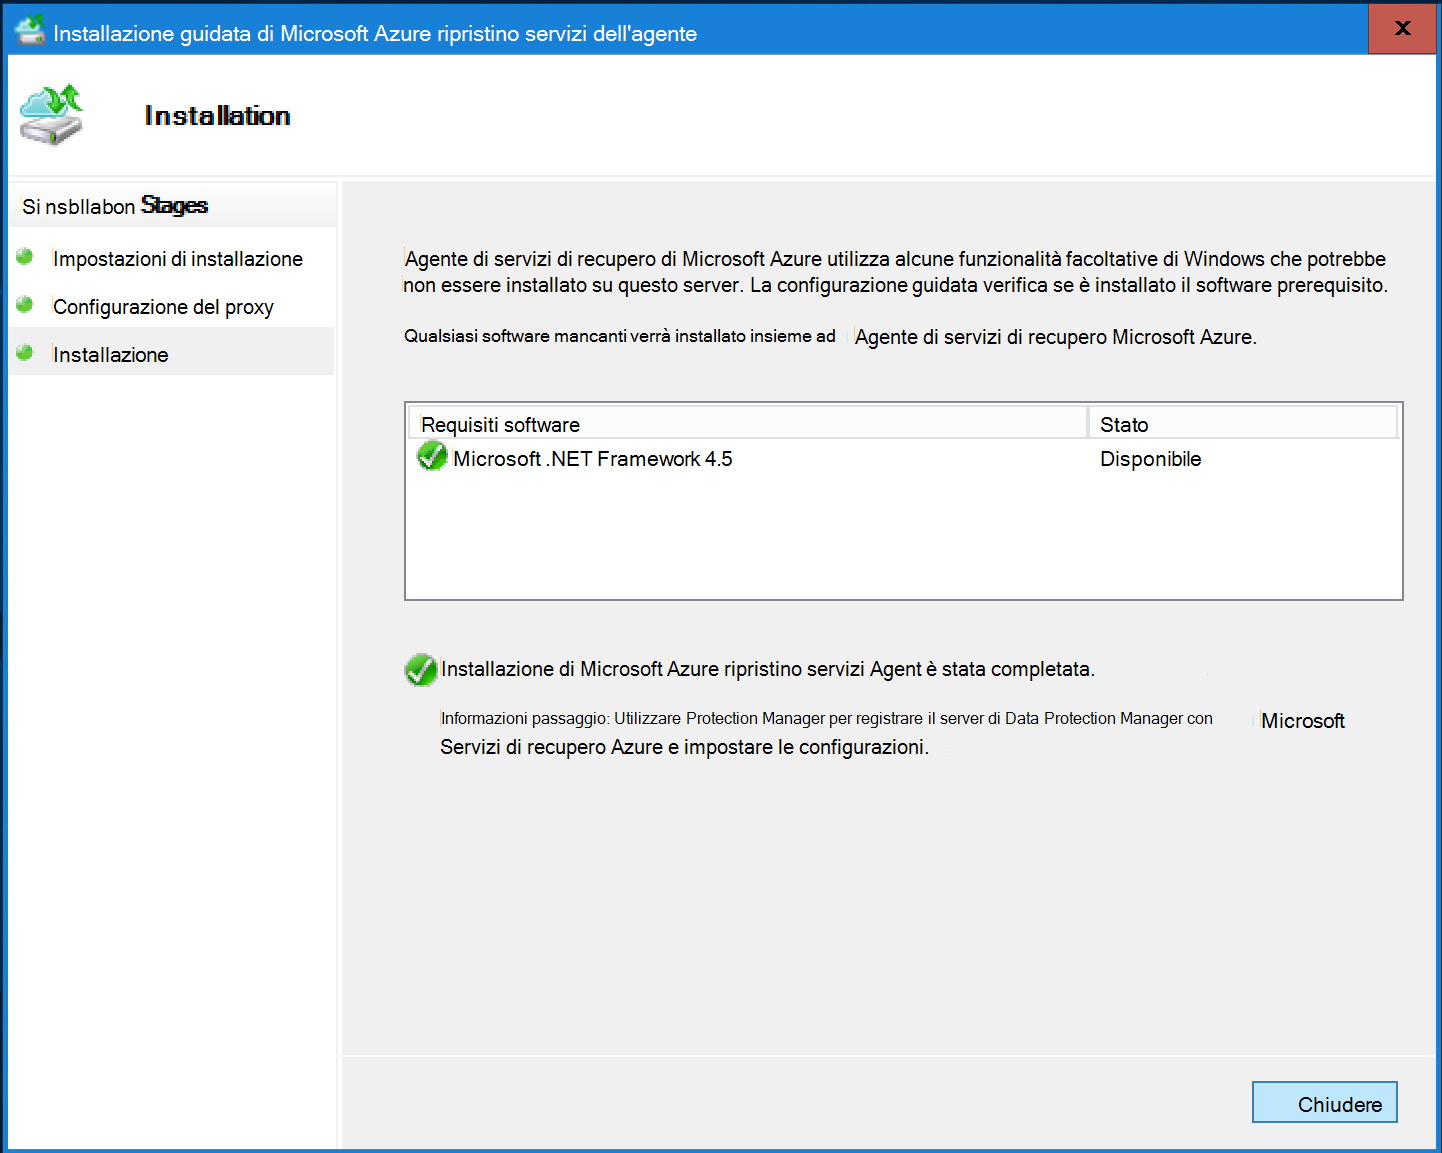 Installazione guidata di Microsoft Azure ripristino servizi dell'agente
x
Installation
Si nsbllabon Stages
Impostazioni di installazione
Configurazione del proxy
Installazione
Agente di servizi di recupero di Microsoft Azure utilizza alcune funzionalità facoltative di Windows che potrebbe
non essere installato su questo server. La configurazione guidata verifica se è installato il software prerequisito.
Qualsiasi software mancanti verrà installato insieme ad Agente di servizi di recupero Microsoft Azure.
Requisiti software Stato
Microsoft .NET Framework 4.5 Disponibile
Installazione di Microsoft Azure ripristino servizi Agent è stata completata.
Informazioni passaggio: Utilizzare Protection Manager per registrare il server di Data Protection Manager con Microsoft
Servizi di recupero Azure e impostare le configurazioni.
Chiudere